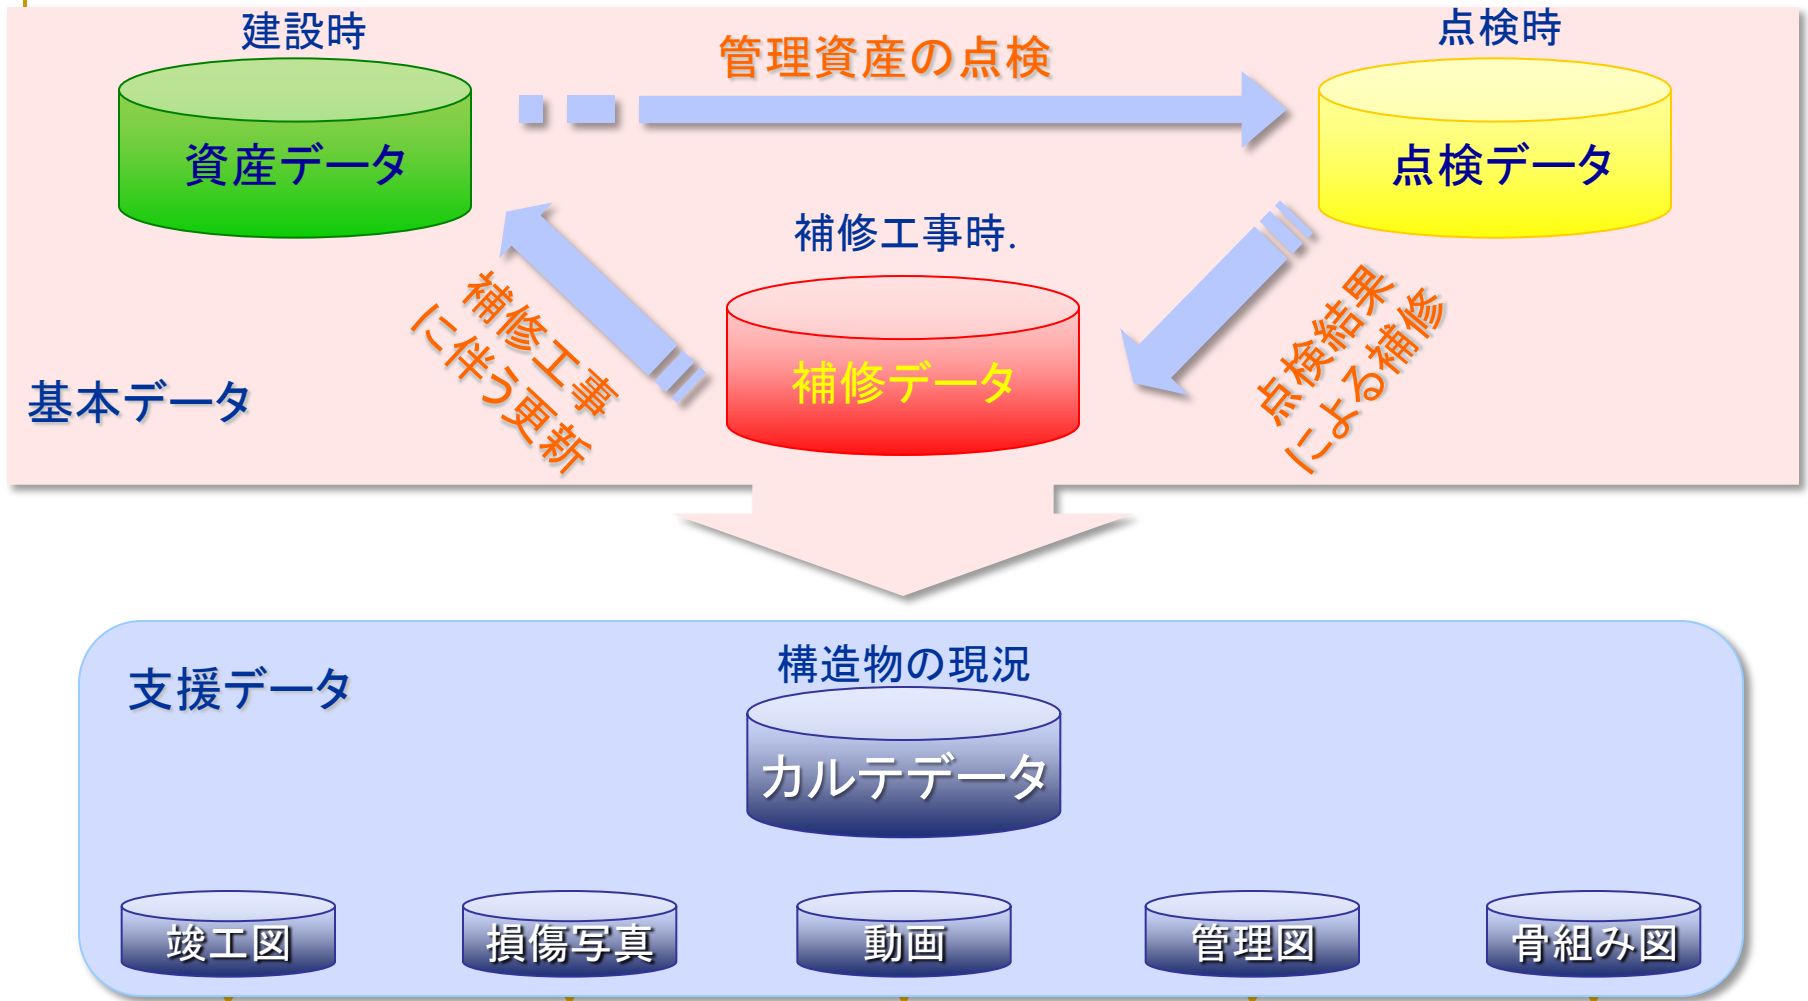 建設時
点検時
管理資産の点検
資産データ
点検データ
補修工事時.
補修データ
補修工事
に伴う更新
点検結果
による補修
基本データ
支援データ
構造物の現況
カルテデータ
竣工図
損傷写真
動画
管理図
骨組み図